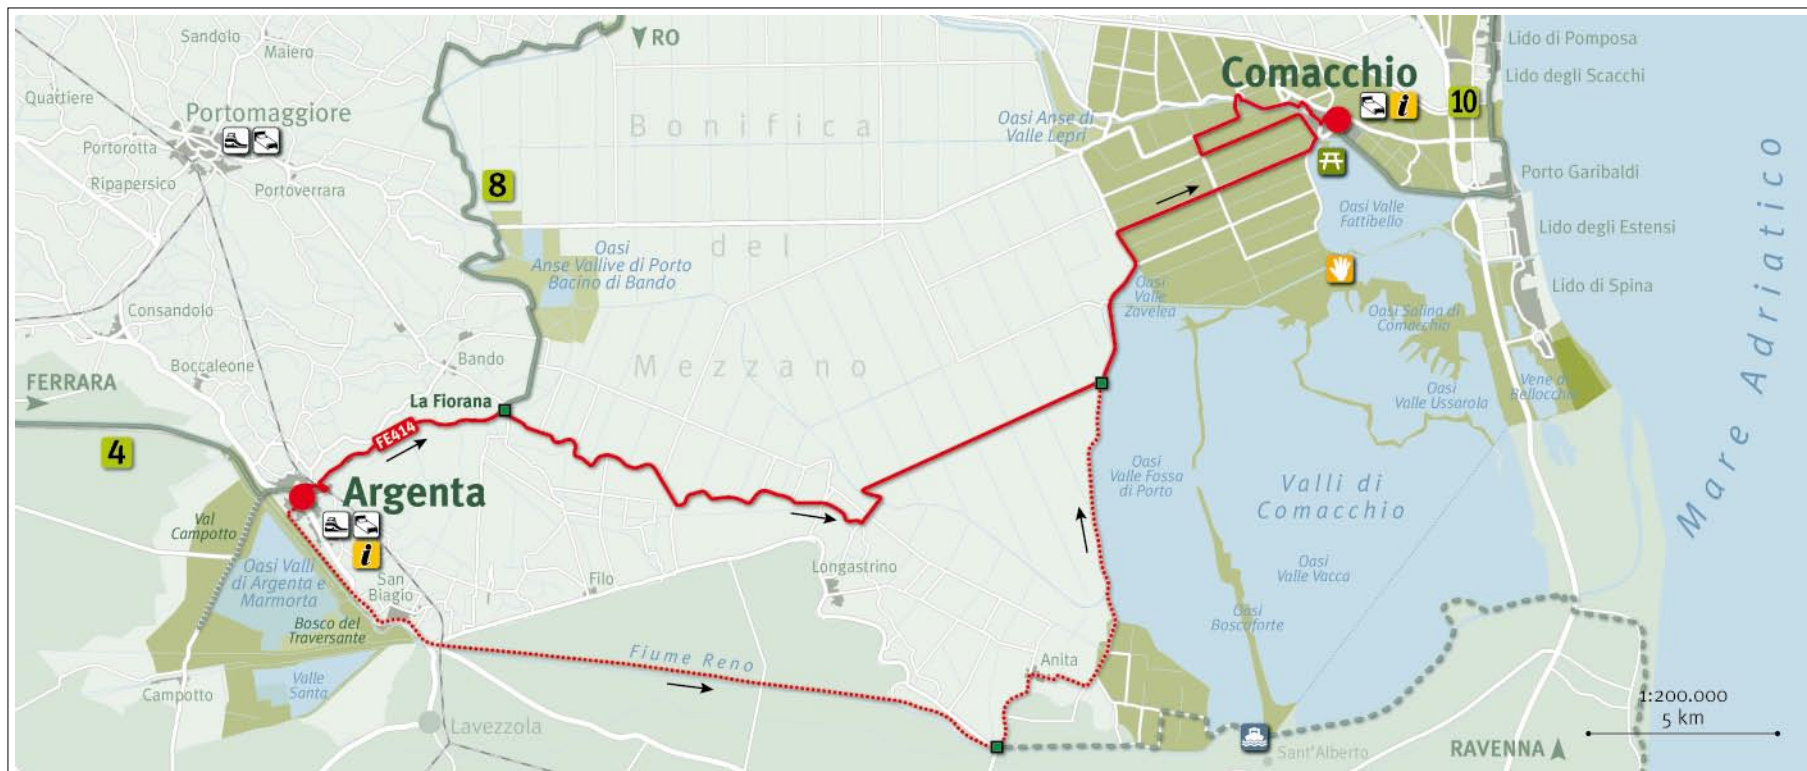 Sandolo
Maiero
RO
Comacchio
Lido di Pomposa
Lido degli Scacchi
10
Quartiere
Portomaggiore
Bonifica
Oasi Anse di
Valle Lepri
i
Portorotta
Ripapersico
Portoverrara
8
Porto Garibaldi
Oasi Valle
Fattibello
Mare Adriatico
del
Oasi
Anse Vallive di Porto
Bacino di Bando
Lido degli Estensi
Lido di Spina
Consandolo
Oasi
Valle
Zavelea
Oasi Salina di
Comacchio
Boccaleone
Bando
Mezzano
FERRARA
La Fiorana
Oasi
Valle Ussarola
Vene di
Bellocchio
FE414
4
Argenta
Oasi
Valle Fossa
di Porto
Valli di
Comacchio
Val
Campotto
i
Oasi Valli
di Argenta e
Marmorta
San
Biagio
Filo
Longastrino
Oasi
Valle Vacca
Bosco del
Traversante
Oasi
Boscoforte
Fiume Reno
Anita
Valle
Santa
Campotto
Lavezzola
1:200.000
5 km
Sant'Alberto
RAVENNA